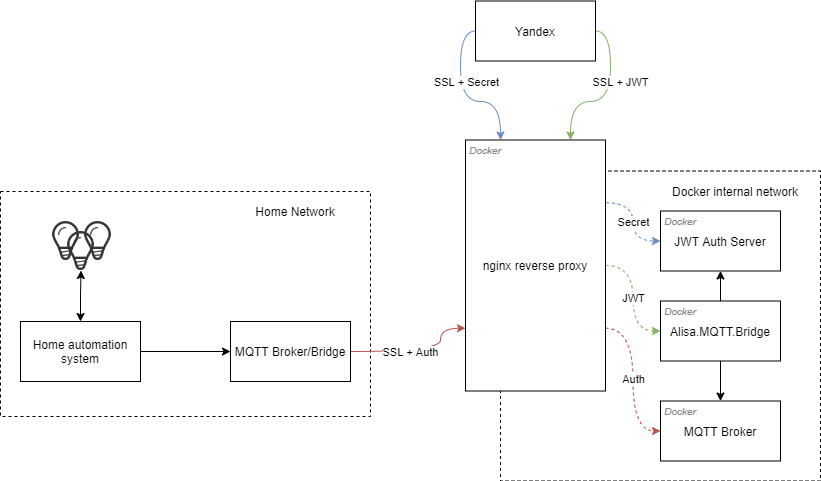 Yandex
SSL + Secret
SSL + JWT
Docker
nginx reverse proxy
Home Network
Home automation
system
MQTT Broker/Bridge
SSL + Auth
Docker internal network
Secret
Docker
JWT Auth Server
JWT
Docker
Alisa.MQTT.Bridge
Auth
Docker
MQTT Broker